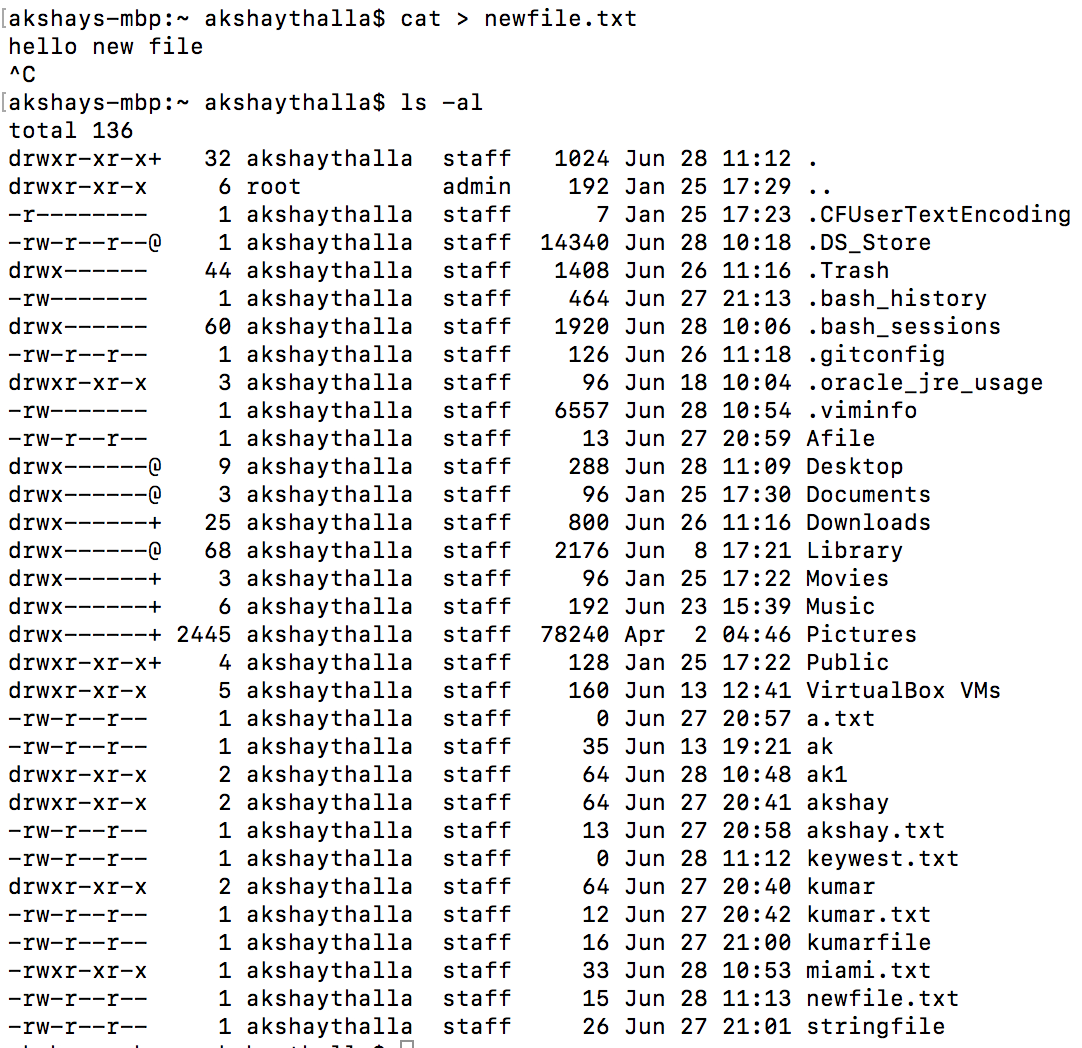 [akshays-mbp:~ akshaythalla$ cat > newfile.txt
hello new file
^C
[akshays-mbp:~ akshaythalla$ ls -al
total 136
drwxr-xr-x+   32 akshaythalla  staff   1024 Jun 28 11:12 .
drwxr-xr-x     6 root          admin    192 Jan 25 17:29 ..
-r--------     1 akshaythalla  staff      7 Jan 25 17:23 .CFUserTextEncoding
-rw-r--r--@    1 akshaythalla  staff  14340 Jun 28 10:18 .DS_Store
drwx------    44 akshaythalla  staff   1408 Jun 26 11:16 .Trash
-rw-------     1 akshaythalla  staff    464 Jun 27 21:13 .bash_history
drwx------    60 akshaythalla  staff   1920 Jun 28 10:06 .bash_sessions
-rw-r--r--     1 akshaythalla  staff    126 Jun 26 11:18 .gitconfig
drwxr-xr-x     3 akshaythalla  staff     96 Jun 18 10:04 .oracle_jre_usage
-rw-------     1 akshaythalla  staff   6557 Jun 28 10:54 .viminfo
-rw-r--r--     1 akshaythalla  staff     13 Jun 27 20:59 Afile
drwx------@    9 akshaythalla  staff    288 Jun 28 11:09 Desktop
drwx------@    3 akshaythalla  staff     96 Jan 25 17:30 Documents
drwx------+   25 akshaythalla  staff    800 Jun 26 11:16 Downloads
drwx------@   68 akshaythalla  staff   2176 Jun  8 17:21 Library
drwx------+    3 akshaythalla  staff     96 Jan 25 17:22 Movies
drwx------+    6 akshaythalla  staff    192 Jun 23 15:39 Music
drwx------+ 2445 akshaythalla  staff  78240 Apr  2 04:46 Pictures
drwxr-xr-x+    4 akshaythalla  staff    128 Jan 25 17:22 Public
drwxr-xr-x     5 akshaythalla  staff    160 Jun 13 12:41 VirtualBox VMs
-rw-r--r--     1 akshaythalla  staff      0 Jun 27 20:57 a.txt
-rw-r--r--     1 akshaythalla  staff     35 Jun 13 19:21 ak
drwxr-xr-x     2 akshaythalla  staff     64 Jun 28 10:48 ak1
drwxr-xr-x     2 akshaythalla  staff     64 Jun 27 20:41 akshay
-rw-r--r--     1 akshaythalla  staff     13 Jun 27 20:58 akshay.txt
-rw-r--r--     1 akshaythalla  staff      0 Jun 28 11:12 keywest.txt
drwxr-xr-x     2 akshaythalla  staff     64 Jun 27 20:40 kumar
-rw-r--r--     1 akshaythalla  staff     12 Jun 27 20:42 kumar.txt
-rw-r--r--     1 akshaythalla  staff     16 Jun 27 21:00 kumarfile
-rwxr-xr-x     1 akshaythalla  staff     33 Jun 28 10:53 miami.txt
-rw-r--r--     1 akshaythalla  staff     15 Jun 28 11:13 newfile.txt
-rw-r--r--     1 akshaythalla  staff     26 Jun 27 21:01 stringfile